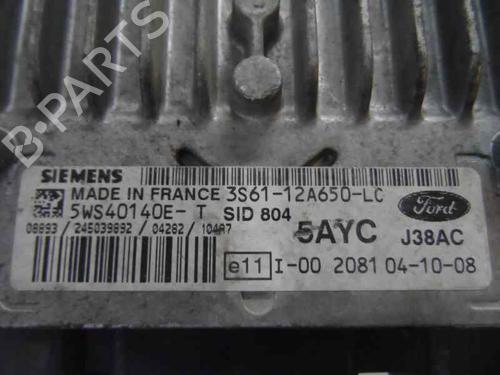 B-PARTS
SIEMENS
MADE IN FRANCE 3S61-12A650-LC
5WS40140E- T SID 804
Ford
08893 / 245039892 / 04282 / 104A7
5AYC J38AC
e11 I-00 2081 04-10-08